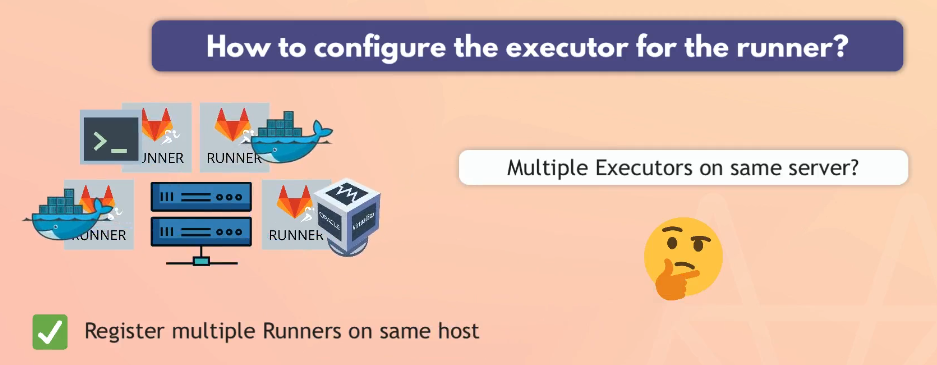 How to configure the executor for the runner?
RUNNER
RUNNER
Multiple Executors on same server?
RUNNER
RUNNER
ORACLE
Register multiple Runners on same host